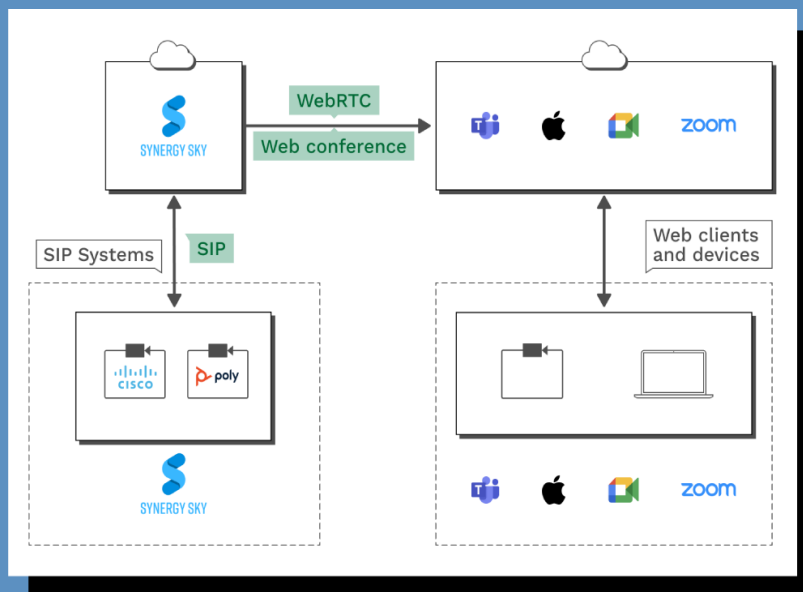 WebRTC
SYNERGY SKY
Web conference
zoom
SIP Systems
SIP
Web clients
and devices
CISCO
poly
SYNERGY SKY
zoom
T
T